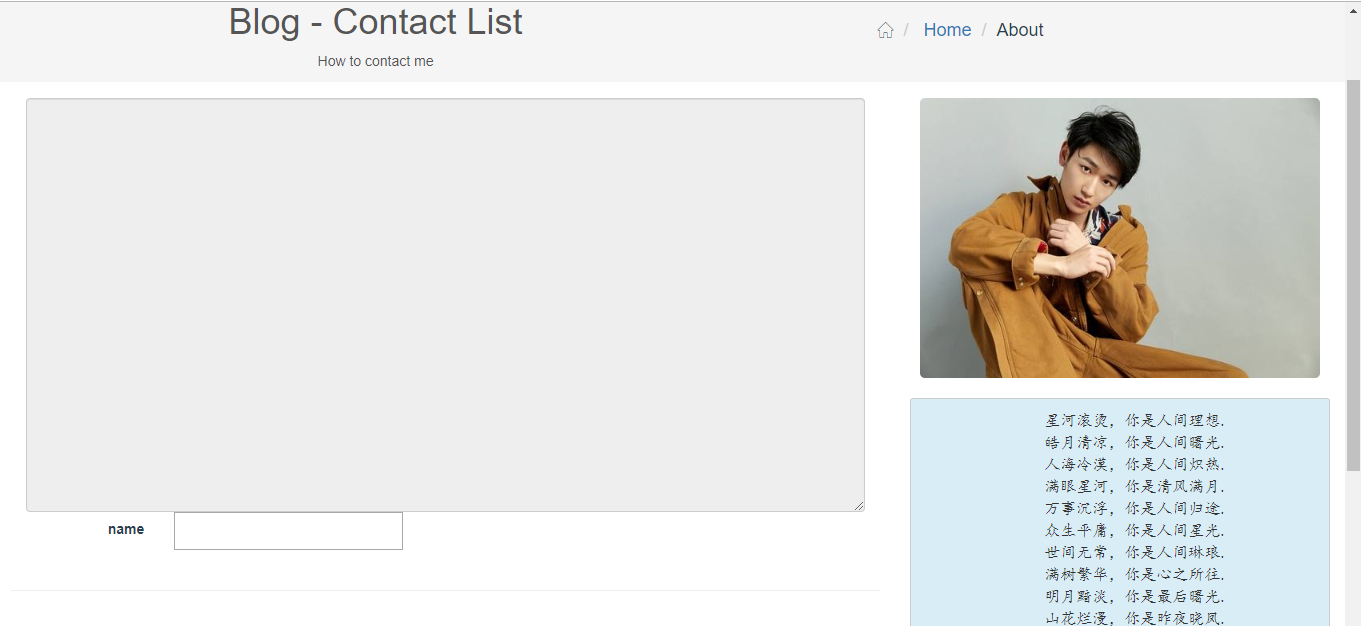 Blog - Contact List
How to contact me
/ Home / About
name
星河滚烫，你是人间理想.
皓月清凉，你是人间曙光.
人海冷漠，你是人间炽热.
满眼星河，你是清风满月.
万事沉浮，你是人间归途.
众生平庸，你是人间星光.
世间无常，你是人间琳琅.
满树繁华，你是心之所往.
明月黯淡，你是最后曙光.
山花烂漫，你是昨夜晓风.